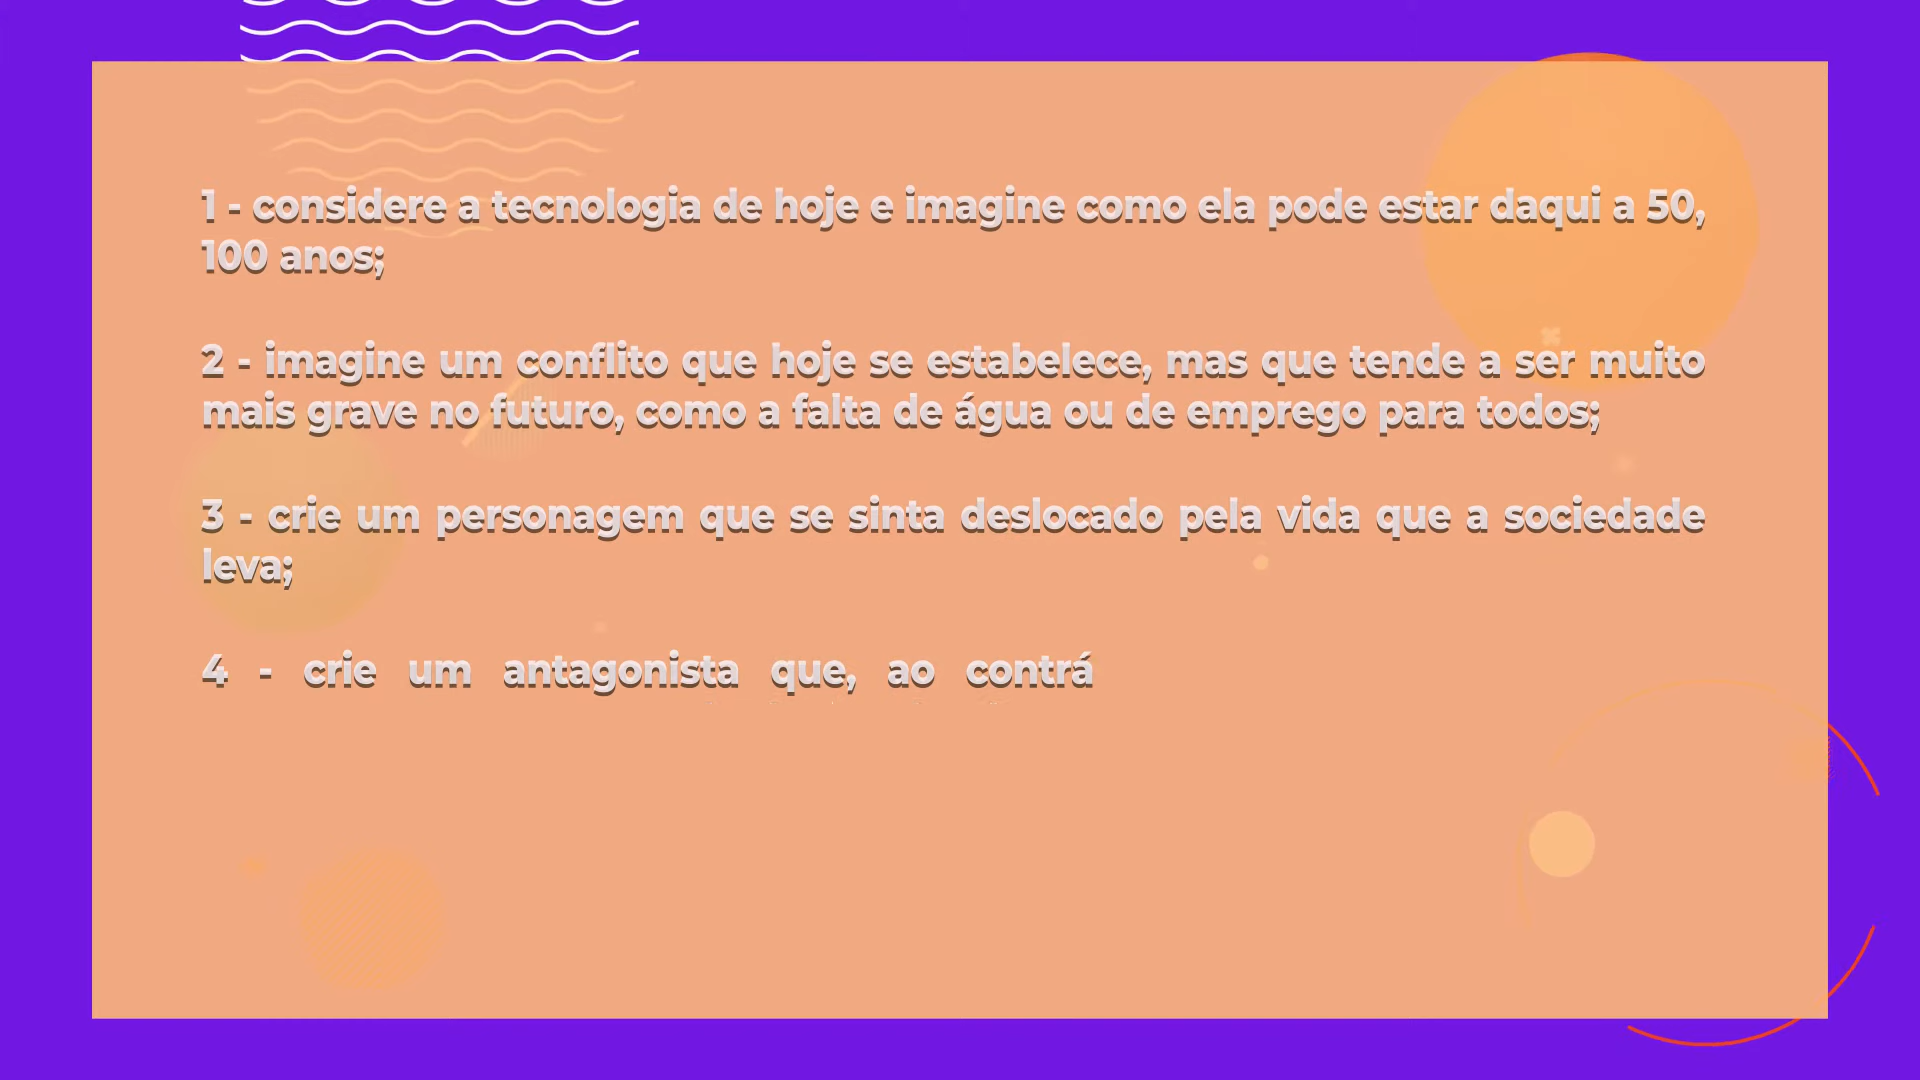 1 - considere a tecnologia de hoje e imagine como ela pode estar daqui a 50,
100 anos;
2 - imagine um conflito que hoje se estabelece, mas que tende a ser muito
mais grave no futuro, como a falta de água ou de emprego para todos;
3 - crie um personagem que se sinta deslocado pela vida que a sociedade
leva;
4 - crie um antagonista que, ao contrá